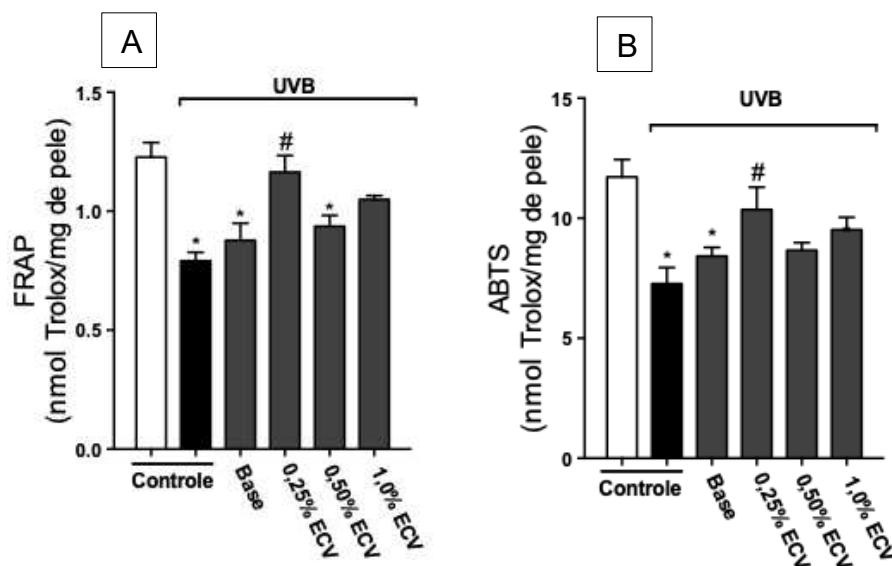 A
UVB
FRAP
(nmol Trolox/mg de pele)
1.5
1.0
0.5
0.0
#
*
*
*
Controle
Base
0,25% ECV
0,50% ECV
1,0% ECV
B
UVB
ABTS
(nmol Trolox/mg de pele)
15
10
5
0
#
*
*
Controle
Base
0,25% ECV
0,50% ECV
1,0% ECV